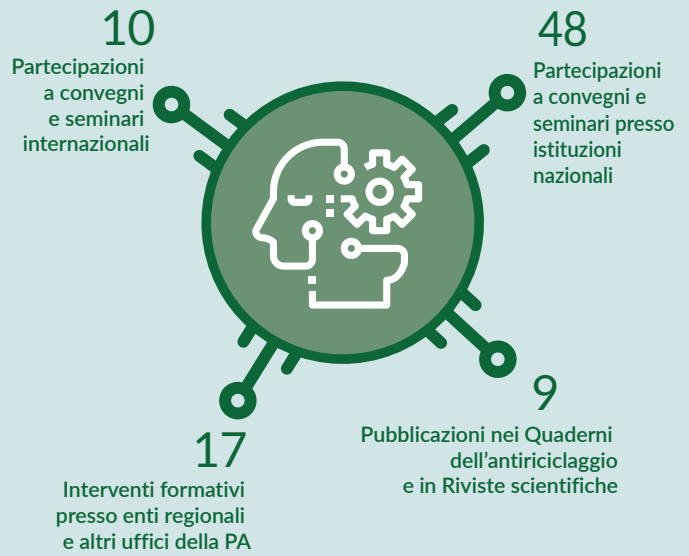 10
Partecipazioni
a convegni
e seminari
internazionali
48
Partecipazioni
a convegni e
seminari presso
istituzioni
nazionali
17
Interventi formativi
presso enti regionali
e altri uffici della PA
9
Pubblicazioni nei Quaderni
dell’antiriciclaggio
e in Riviste scientifiche